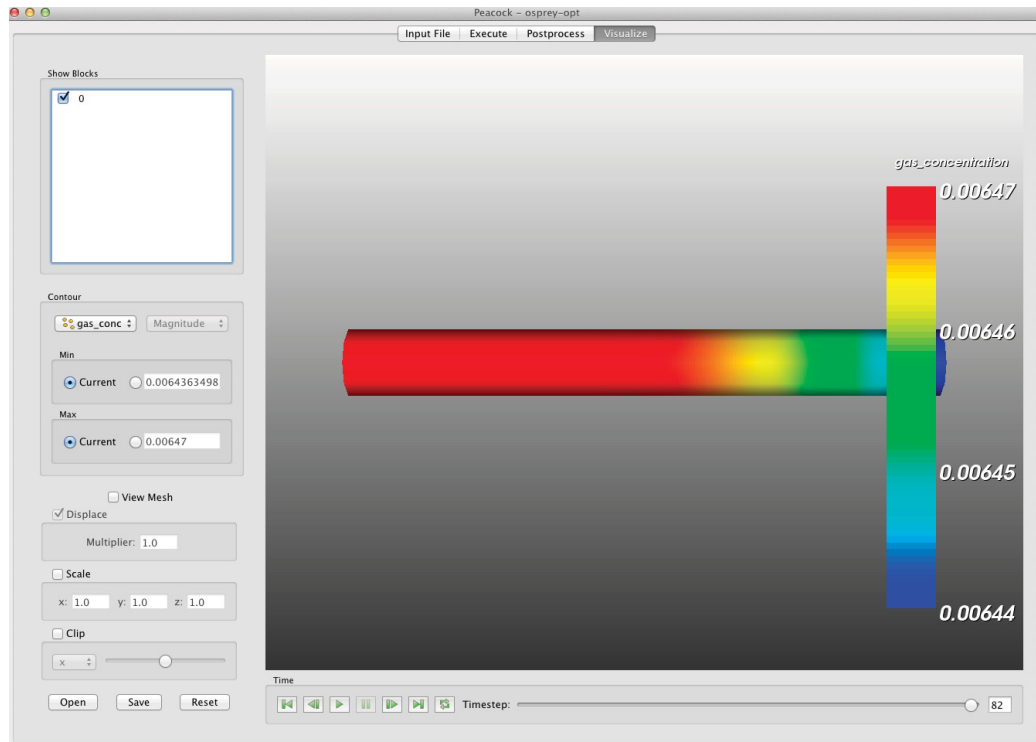 Peacock - osprey-opt
Input File Execute Postprocess Visualize
Show Blocks
0
Contour
gas_conc Magnitude
Min
Current 0.0064363498
Max
Current 0.00647
View Mesh
Displace
Multiplier: 1.0
Scale
x: 1.0 y: 1.0 z: 1.0
Clip
x
Open Save Reset
gas_concentration
0.00647
0.00646
0.00645
0.00644
Time
Timestep: 82